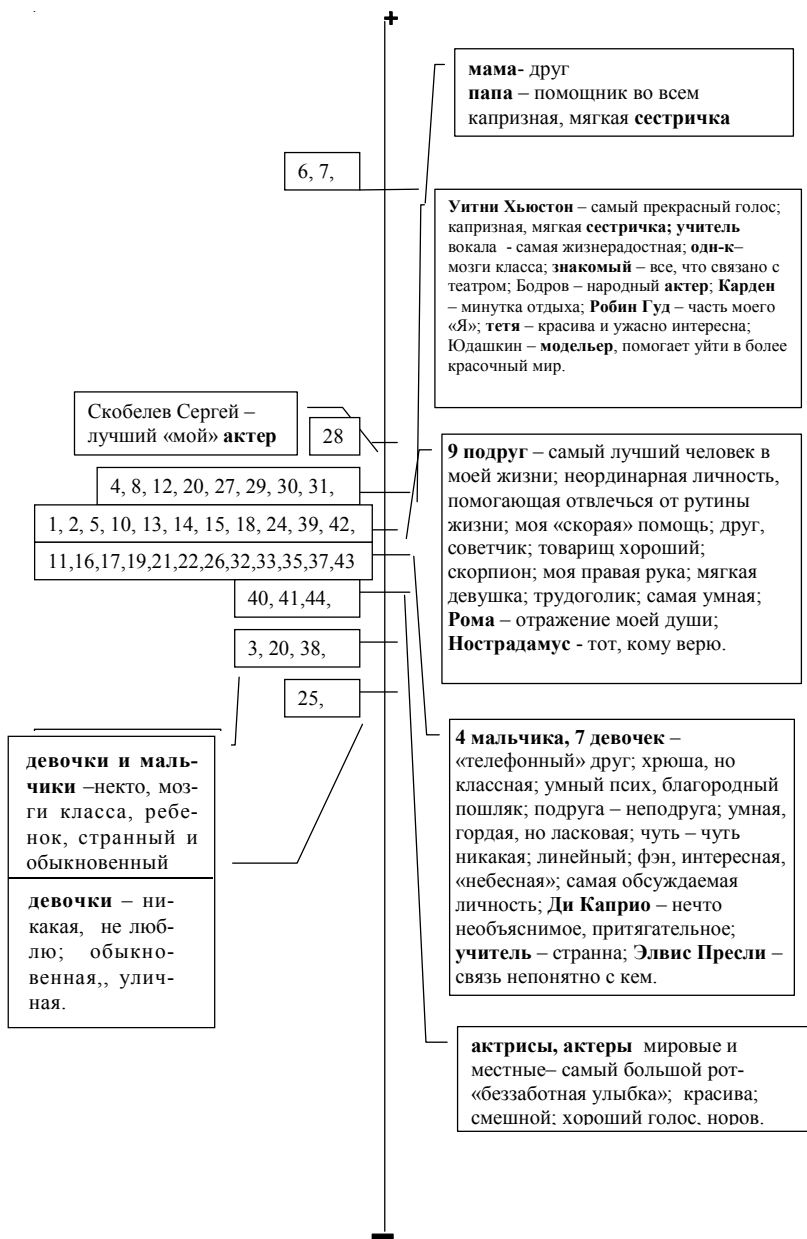 +
мама- друг
папа – помощник во всем
капризная, мягкая сестричка
6, 7,
Уитни Хьюстон – самый прекрасный голос;
капризная, мягкая сестричка; учитель
вокала - самая жизнерадостная; одн-к–
мозги класса; знакомый – все, что связано с
театром; Бодров – народный актер; Карден
– минутка отдыха; Робин Гуд – часть моего
«Я»; тетя – красива и ужасно интересна;
Юдашкин – модельер, помогает уйти в более
красочный мир.
Скобелев Сергей –
лучший «мой» актер
28
4, 8, 12, 20, 27, 29, 30, 31,
1, 2, 5, 10, 13, 14, 15, 18, 24, 39, 42,
11,16,17,19,21,22,26,32,33,35,37,43
40, 41,44,
3, 20, 38,
25,
9 подруг – самый лучший человек в
моей жизни; неординарная личность,
помогающая отвлечься от рутины
жизни; моя «скорая» помощь; друг,
советчик; товарищ хороший;
скорпион; моя правая рука; мягкая
девушка; трудоголик; самая умная;
Рома – отражение моей души;
Нострадамус - тот, кому верю.
девочки и маль-
чики –некто, моз-
ги класса, ребе-
нок, странный и
обыкновенный
девочки – ни-
какая, не люб-
лю; обыкно-
венная,, улич-
ная.
4 мальчика, 7 девочек –
«телефонный» друг; хрюша, но
классная; умный псих, благородный
пошляк; подруга – неподруга; умная,
гордая, но ласковая; чуть – чуть
никакая; линейный; фэн, интересная,
«небесная»; самая обсуждаемая
личность; Ди Каприо – нечто
необъяснимое, притягательное;
учитель – странна; Элвис Пресли –
связь непонятно с кем.
актрисы, актеры мировые и
местные– самый большой рот-
«беззаботная улыбка»; красива;
смешной; хороший голос, норов.
–